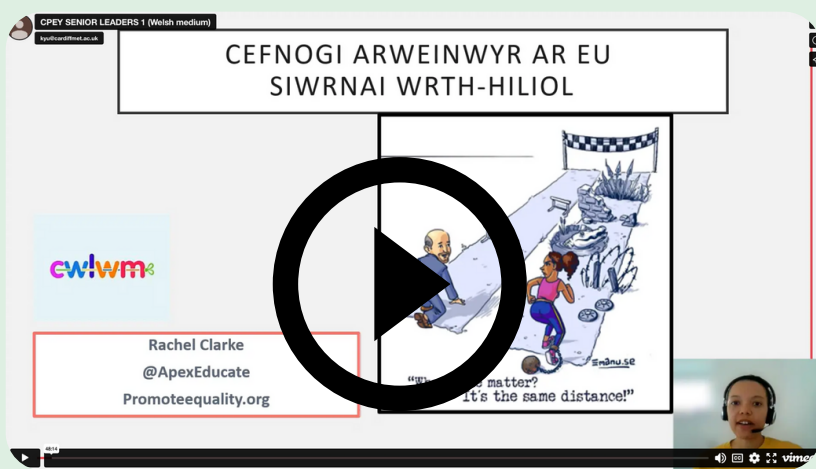 CPEY SENIOR LEADERS 1 (Welsh medium)
kyu@cardiffmet.ac.uk
CEFNOGI ARWEINWYR AR EU
SIWRNAI WRTH-HILIOL
cwlwm
Rachel Clarke
@ApexEducate
Promoteequality.org
Emanu.se
matter?
It's the same distance!”
48:14
CC
vimeo